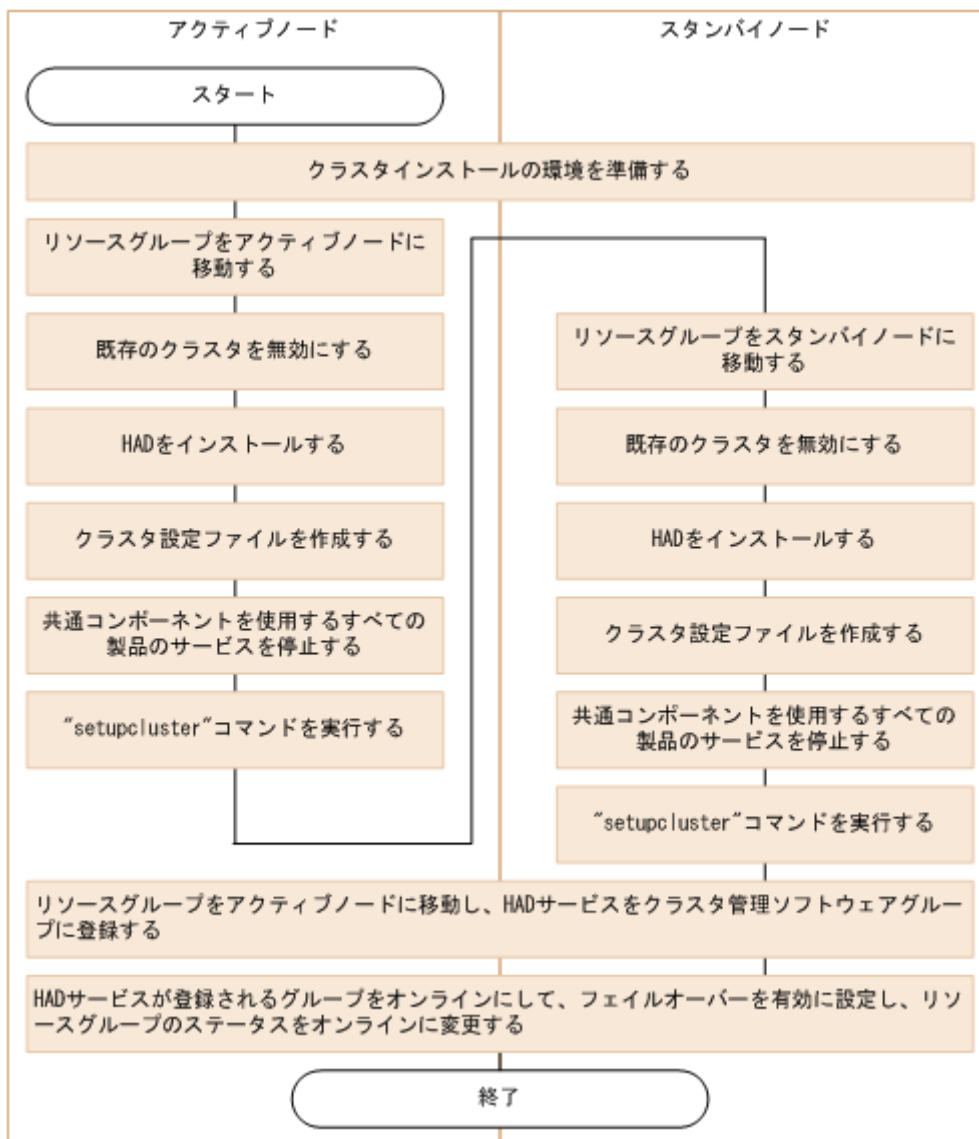 アクティブノード
スタンバイノード
スタート
クラスタインストールの環境を準備する
リソースグループをアクティブノードに
移動する
既存のクラスタを無効にする
HADをインストールする
クラスタ設定ファイルを作成する
共通コンポーネントを使用するすべての
製品のサービスを停止する
"setupcluster"コマンドを実行する
リソースグループをスタンバイノードに
移動する
既存のクラスタを無効にする
HADをインストールする
クラスタ設定ファイルを作成する
共通コンポーネントを使用するすべての
製品のサービスを停止する
"setupcluster"コマンドを実行する
リソースグループをアクティブノードに移動し、HADサービスをクラスタ管理ソフトウェアグルー
プに登録する
HADサービスが登録されるグループをオンラインにして、フェイルオーバーを有効に設定し、リソ
ースグループのステータスをオンラインに変更する
終了